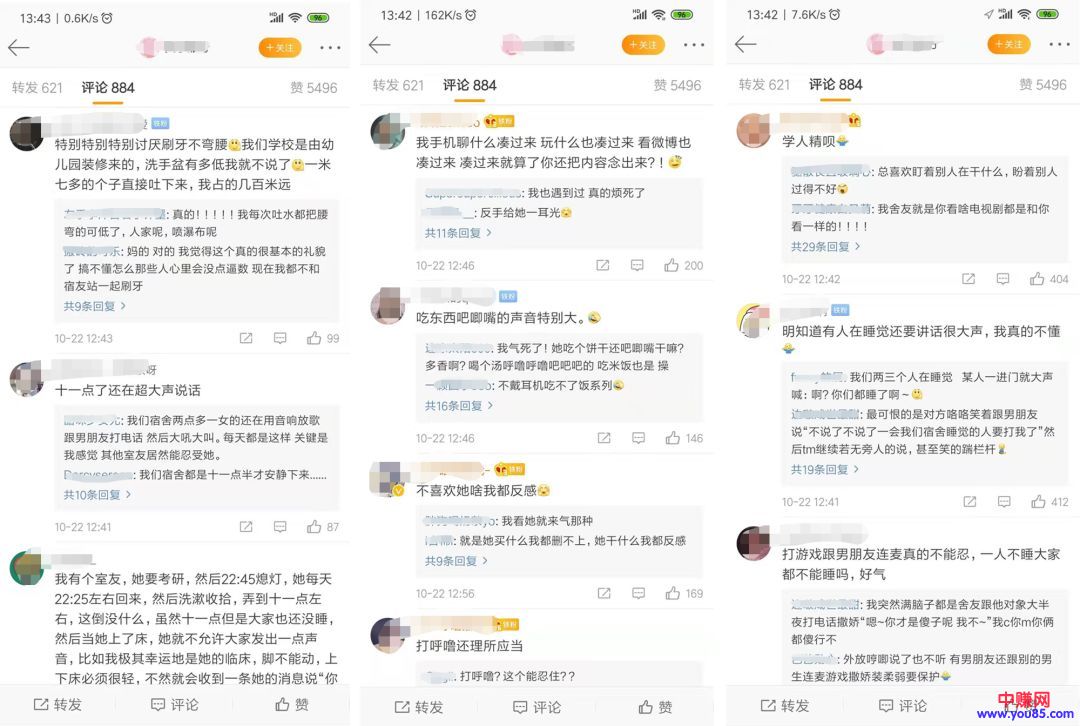 13:43 | 0.6K/s
96
+关注
转发 621
评论 884
赞 5496
铁粉
特别特别特别讨厌刷牙不弯腰我们学校是由幼
儿园装修来的，洗手盆有多低我就不说了一米
七多的个子直接吐下来，我占的几百米远
: 真的！！！！！我每次吐水都把腰
弯的可低了，人家呢，喷瀑布呢
: 妈的 对的 我觉得这个真的很基本的礼貌
了 搞不懂怎么那些人心里会没点逼数 现在我都不和
宿友站一起刷牙
共9条回复 >
10-22 12:43
99
呀
十一点了还在超大声说话
: 我们宿舍两点多一女的还在用音响放歌
跟男朋友打电话 然后大吼大叫。每天都是这样 关键是
我感觉 其他室友居然能忍受她。
: 我们宿舍都是十一点半才安静下来……
共10条回复 >
10-22 12:41
87
我有个室友，她要考研，然后22:45熄灯，她每天
22:25左右回来，然后洗漱收拾，弄到十一点左
右，这倒没什么，虽然十一点但是大家也还没睡，
然后当她上了床，她就不允许大家发出一点声
音，比如我极其幸运地是她的临床，脚不能动，上
下床必须很轻，不然就会收到一条她的消息说“你
转发
评论
赞
13:42 | 162K/s
96
+关注
转发 621
评论 884
赞 5496
铁粉
我手机聊什么凑过来 玩什么也凑过来 看微博也
凑过来 凑过来就算了你还把内容念出来?！
: 我也遇到过 真的烦死了
: 反手给她一耳光
共11条回复 >
10-22 12:46
200
铁粉
吃东西吧唧嘴的声音特别大。
: 我气死了！她吃个饼干还吧唧嘴干嘛?
多香啊? 喝个汤呼噜呼噜吧吧吧的 吃米饭也是 操
: 不戴耳机吃不了饭系列
共16条回复 >
10-22 12:46
146
铁粉
不喜欢她啥我都反感
: 我看她就来气那种
: 就是她买什么我都删不上，她干什么我都反感
共9条回复 >
10-22 12:56
169
铁粉
打呼噜还理所应当
: 打呼噜? 这个能忍住? ?
转发
评论
赞
13:42 | 7.6K/s
96
+关注
转发 621
评论 884
赞 5496
学人精呗
: 总喜欢盯着别人在干什么，盼着别人
过得不好
: 我舍友就是你看啥电视剧都是和你
看一样的！！！！
共29条回复 >
10-22 12:42
404
铁粉
明知道有人在睡觉还要讲话很大声，我真的不懂
: 我们两三个人在睡觉 某人一进门就大声
喊: 啊? 你们都睡了啊～
: 最可恨的是对方咯咯笑着跟男朋友
说“不说了不说了一会我们宿舍睡觉的人要打我了”然
后tm继续若无旁人的说，甚至笑的踹栏杆
共19条回复 >
10-22 12:41
412
打游戏跟男朋友连麦真的不能忍，一人不睡大家
都不能睡吗，好气
: 我突然满脑子都是舍友跟他对象大半
夜打电话撒娇“嗯~你才是傻子呢 我不~”我c你m你俩
都傻行不
: 外放哼唧说了也不听 有男朋友还跟别的男
生连麦游戏撒娇装柔弱要保护
转发
评论
中赚网
www.you85.com